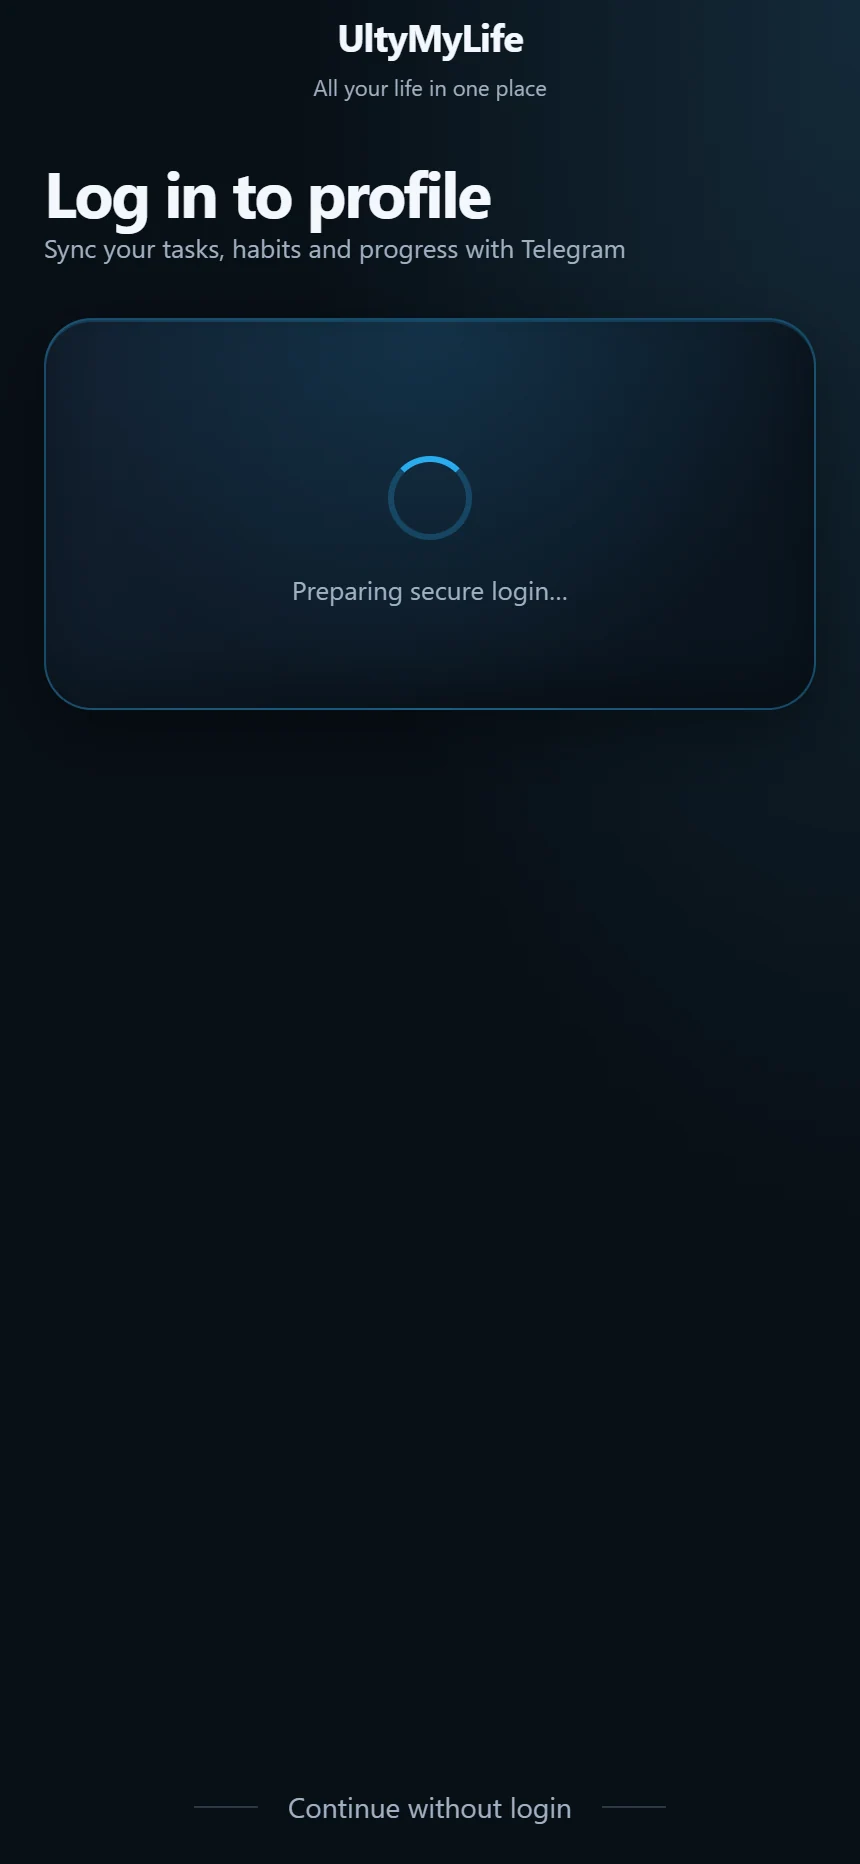 UltyMyLife
All your life in one place
Log in to profile
Sync your tasks, habits and progress with Telegram
Preparing secure login...
Continue without login